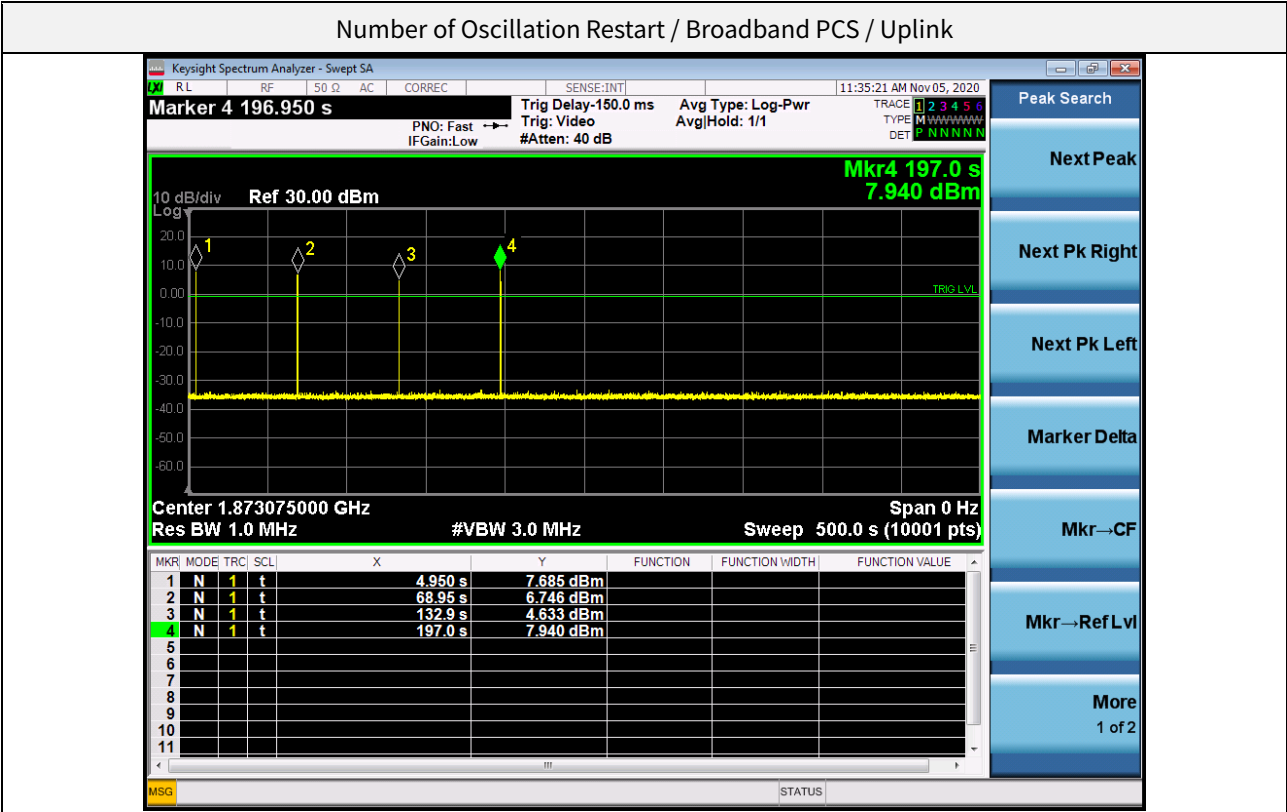 Number of Oscillation Restart / Broadband PCS / Uplink
Keysight Spectrum Analyzer - Swept SA
LXI RL RF 50 Ω AC CORREC SENSE:INT 11:35:21 AM Nov 05, 2020
Marker 4 196.950 s
PNO: Fast
IFGain:Low
Trig Delay-150.0 ms
Trig: Video
#Atten: 40 dB
Avg Type: Log-Pwr
Avg|Hold: 1/1
TRACE 1 2 3 4 5 6
TYPE M W W W W W
DET P N N N N N
Mkr4 197.0 s
7.940 dBm
10 dB/div Ref 30.00 dBm
Log
20.0
10.0
0.00
-10.0
-20.0
-30.0
-40.0
-50.0
-60.0
1
2
3
4
TRIG LVL
Center 1.873075000 GHz Span 0 Hz
Res BW 1.0 MHz #VBW 3.0 MHz Sweep 500.0 s (10001 pts)
MKR MODE TRC SCL X Y FUNCTION FUNCTION WIDTH FUNCTION VALUE
1 N 1 t 4.950 s 7.685 dBm
2 N 1 t 68.95 s 6.746 dBm
3 N 1 t 132.9 s 4.633 dBm
4 N 1 t 197.0 s 7.940 dBm
5
6
7
8
9
10
11
MSG STATUS
Peak Search
Next Peak
Next Pk Right
Next Pk Left
Marker Delta
Mkr→CF
Mkr→Ref Lvl
More
1 of 2